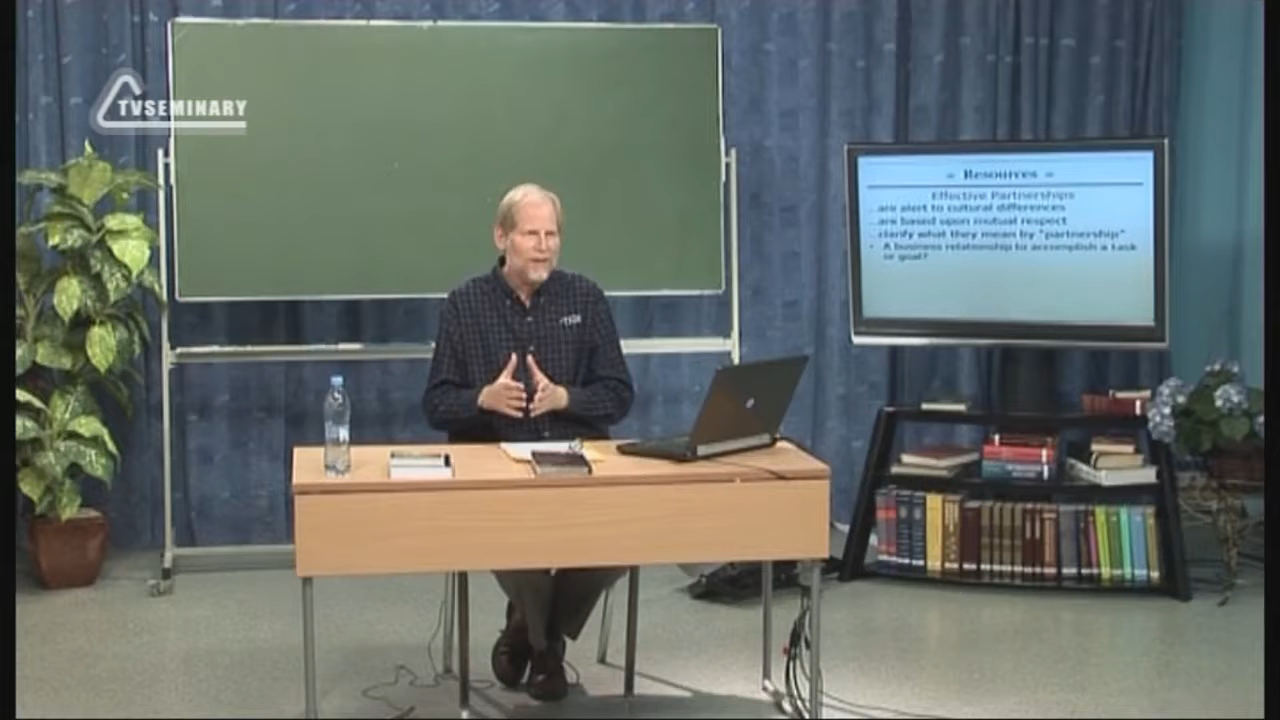 TVSEMINARY
Resources
Effective Partnerships
...are alert to cultural differences
...are based upon mutual respect
...clarify what they mean by "partnership"
• A business relationship to accomplish a task
or goal?